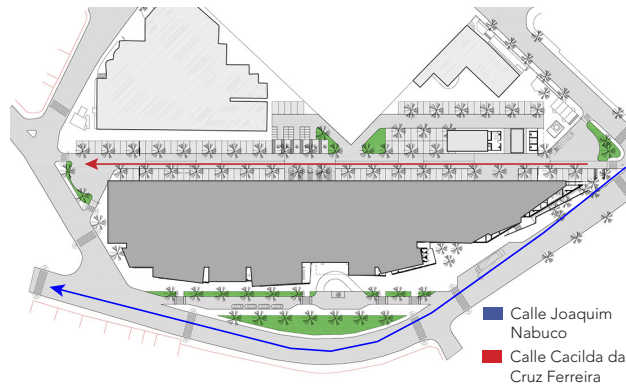 Calle Joaquim
Nabuco
Calle Cacilda da
Cruz Ferreira